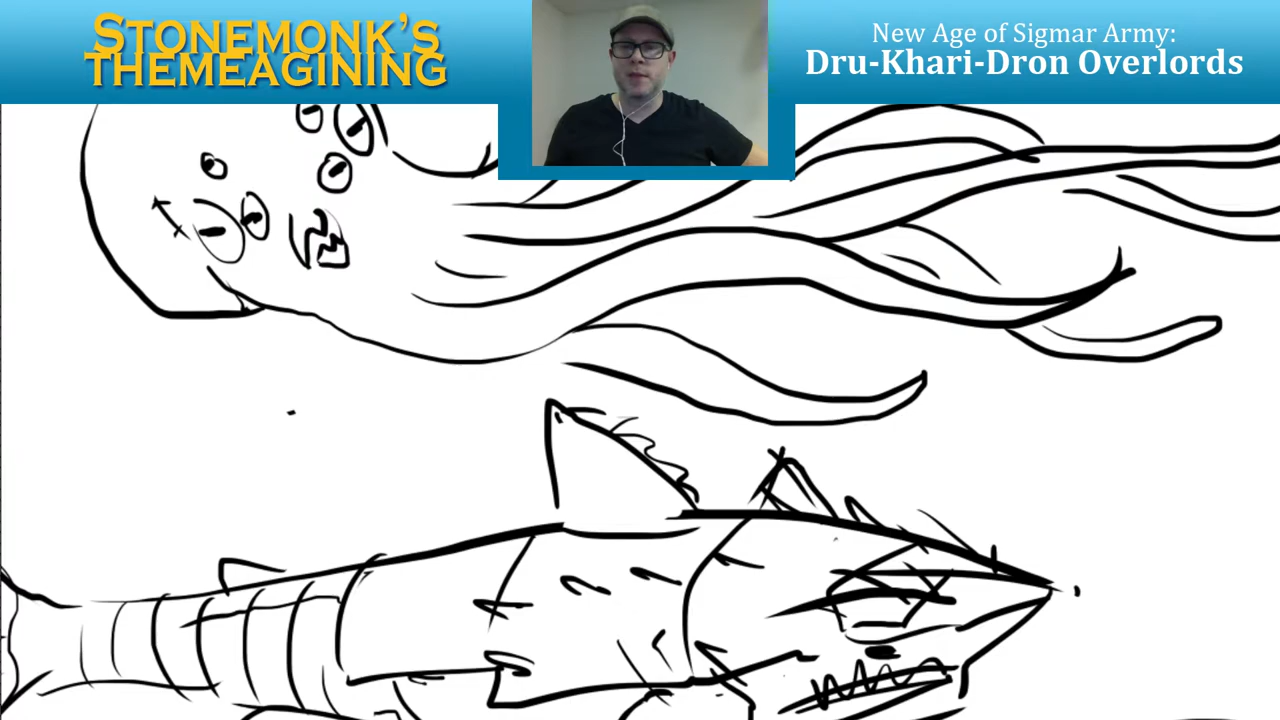 STONEMONK'S
THEMEAGINING
New Age of Sigmar Army:
Dru-Khari-Dron Overlords